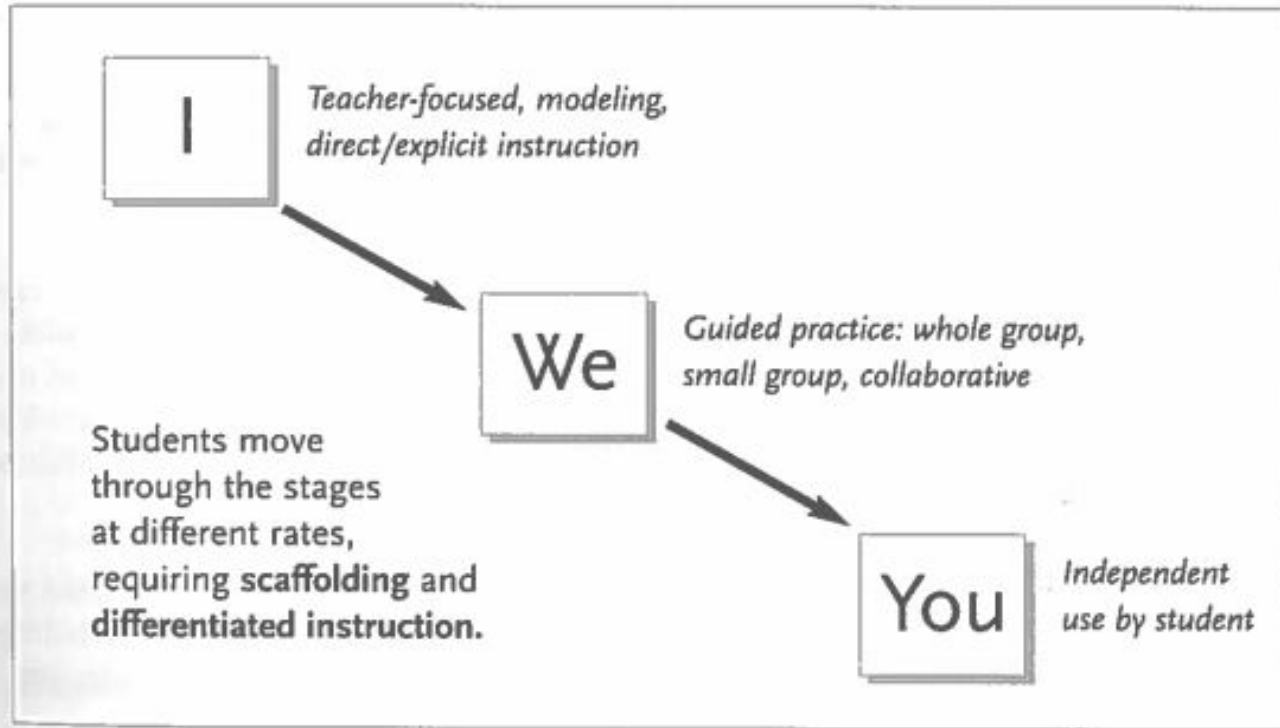 I
Teacher-focused, modeling,
direct/explicit instruction
We
Guided practice: whole group,
small group, collaborative
Students move
through the stages
at different rates,
requiring scaffolding and
differentiated instruction.
You
Independent
use by student